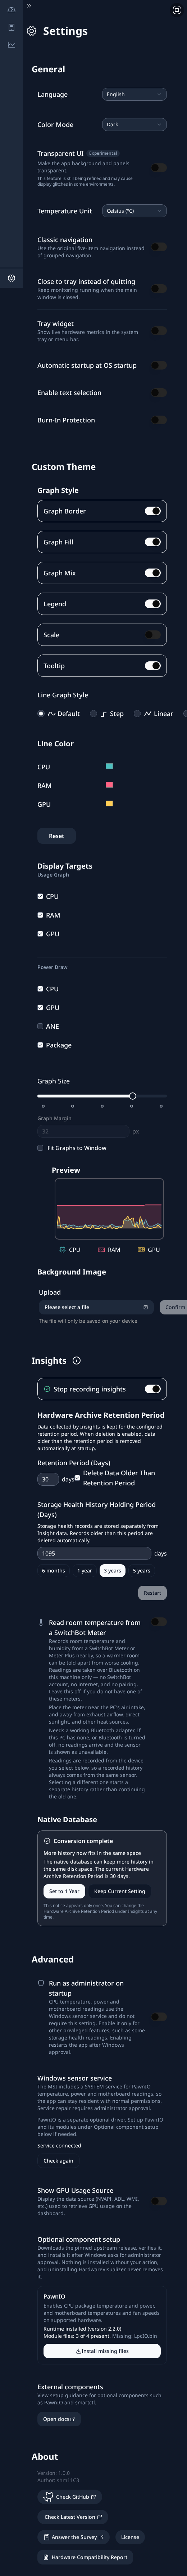 Settings
General
Language
English
Color Mode
Dark
Transparent UI
Experimental
Make the app background and panels
transparent.
This feature is still being refined and may cause
display glitches in some environments.
Temperature Unit
Celsius (°C)
Classic navigation
Use the original five-item navigation instead
of grouped navigation.
Close to tray instead of quitting
Keep monitoring running when the main
window is closed.
Tray widget
Show live hardware metrics in the system
tray or menu bar.
Automatic startup at OS startup
Enable text selection
Burn-In Protection
Custom Theme
Graph Style
Graph Border
Graph Fill
Graph Mix
Legend
Scale
Tooltip
Line Graph Style
Default
Step
Linear
Line Color
CPU
RAM
GPU
Reset
Display Targets
Usage Graph
CPU
RAM
GPU
Power Draw
CPU
GPU
ANE
Package
Graph Size
Graph Margin
32
px
Fit Graphs to Window
Preview
CPU
RAM
GPU
Background Image
Upload
Please select a file
Confirm
The file will only be saved on your device
Insights
Stop recording insights
Hardware Archive Retention Period
Data collected by Insights is kept for the configured
retention period. When deletion is enabled, data
older than the retention period is removed
automatically at startup.
Retention Period (Days)
30
days
Delete Data Older Than
Retention Period
Storage Health History Holding Period
(Days)
Storage health records are stored separately from
Insight data. Records older than this period are
deleted automatically.
1095
days
6 months
1 year
3 years
5 years
Restart
Read room temperature from
a SwitchBot Meter
Records room temperature and
humidity from a SwitchBot Meter or
Meter Plus nearby, so a warmer room
can be told apart from worse cooling.
Readings are taken over Bluetooth on
this machine only — no SwitchBot
account, no internet, and no pairing.
Leave this off if you do not have one of
these meters.
Place the meter near the PC's air intake,
and away from exhaust airflow, direct
sunlight, and other heat sources.
Needs a working Bluetooth adapter. If
this PC has none, or Bluetooth is turned
off, no readings arrive and the sensor
is shown as unavailable.
Readings are recorded from the device
you select below, so a recorded history
always comes from the same sensor.
Selecting a different one starts a
separate history rather than continuing
the old one.
Native Database
Conversion complete
More history now fits in the same space
The native database can keep more history in
the same disk space. The current Hardware
Archive Retention Period is 30 days.
Set to 1 Year
Keep Current Setting
This notice appears only once. You can change the
Hardware Archive Retention Period under Insights at any
time.
Advanced
Run as administrator on
startup
CPU temperature, power and
motherboard readings use the
Windows sensor service and do not
require this setting. Enable it only for
other privileged features, such as some
storage health readings. Enabling
restarts the app after Windows
approval.
Windows sensor service
The MSI includes a SYSTEM service for PawnIO
temperature, power and motherboard readings, so
the app can stay resident with normal permissions.
Service repair requires administrator approval.
PawnIO is a separate optional driver. Set up PawnIO
and its modules under Optional component setup
below if needed.
Service connected
Check again
Show GPU Usage Source
Display the data source (NVAPI, ADL, WMI,
etc.) used to retrieve GPU usage on the
dashboard.
Optional component setup
Downloads the pinned upstream release, verifies it,
and installs it after Windows asks for administrator
approval. Nothing is installed without your action,
and uninstalling HardwareVisualizer never removes
it.
PawnIO
Enables CPU package temperature and power,
and motherboard temperatures and fan speeds
on supported hardware.
Runtime installed (version 2.2.0)
Module files: 3 of 4 present. Missing: LpcIO.bin
Install missing files
External components
View setup guidance for optional components such
as PawnIO and smartctl.
Open docs
About
Version: 1.0.0
Author: shm11C3
Check GitHub
Check Latest Version
Answer the Survey
License
Hardware Compatibility Report